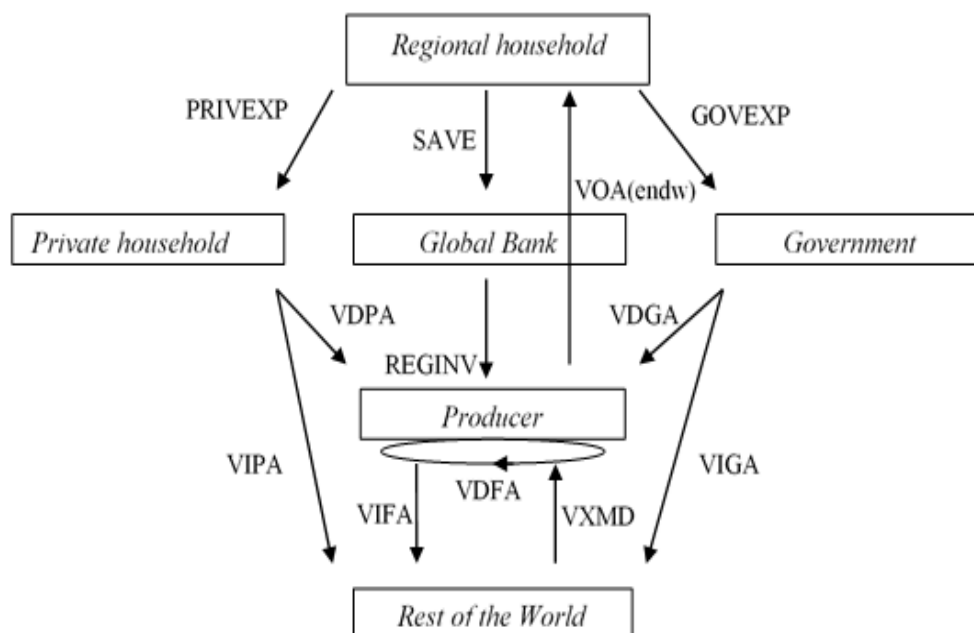 Regional household
PRIVEXP
GOVEXP
SAVE
VOA(endw)
Private household
Global Bank
Government
VDPA
VDGA
REGINV
Producer
VIPA
VIGA
VDFA
VIFA
VXMD
Rest of the World